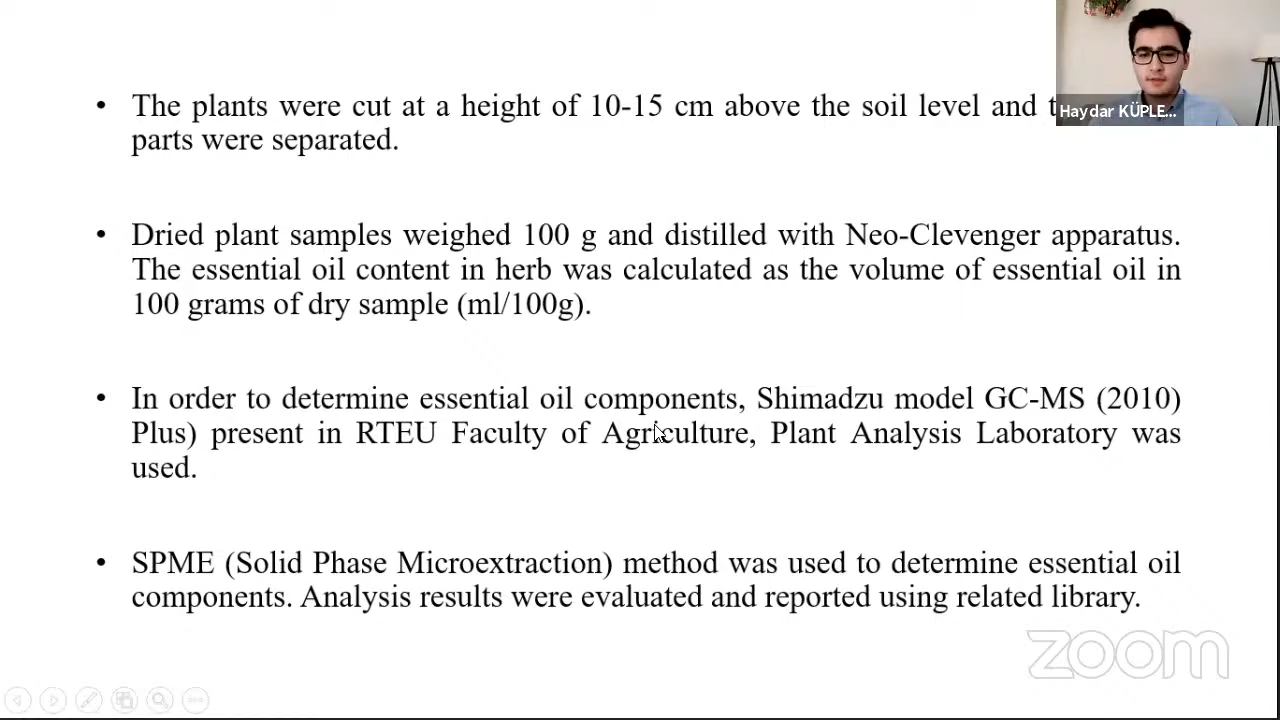 • The plants were cut at a height of 10-15 cm above the soil level and
parts were separated.
• Dried plant samples weighed 100 g and distilled with Neo-Clevenger apparatus.
The essential oil content in herb was calculated as the volume of essential oil in
100 grams of dry sample (ml/100g).
• In order to determine essential oil components, Shimadzu model GC-MS (2010)
Plus) present in RTEU Faculty of Agriculture, Plant Analysis Laboratory was
used.
• SPME (Solid Phase Microextraction) method was used to determine essential oil
components. Analysis results were evaluated and reported using related library.
Haydar KÜPLE...
zoom